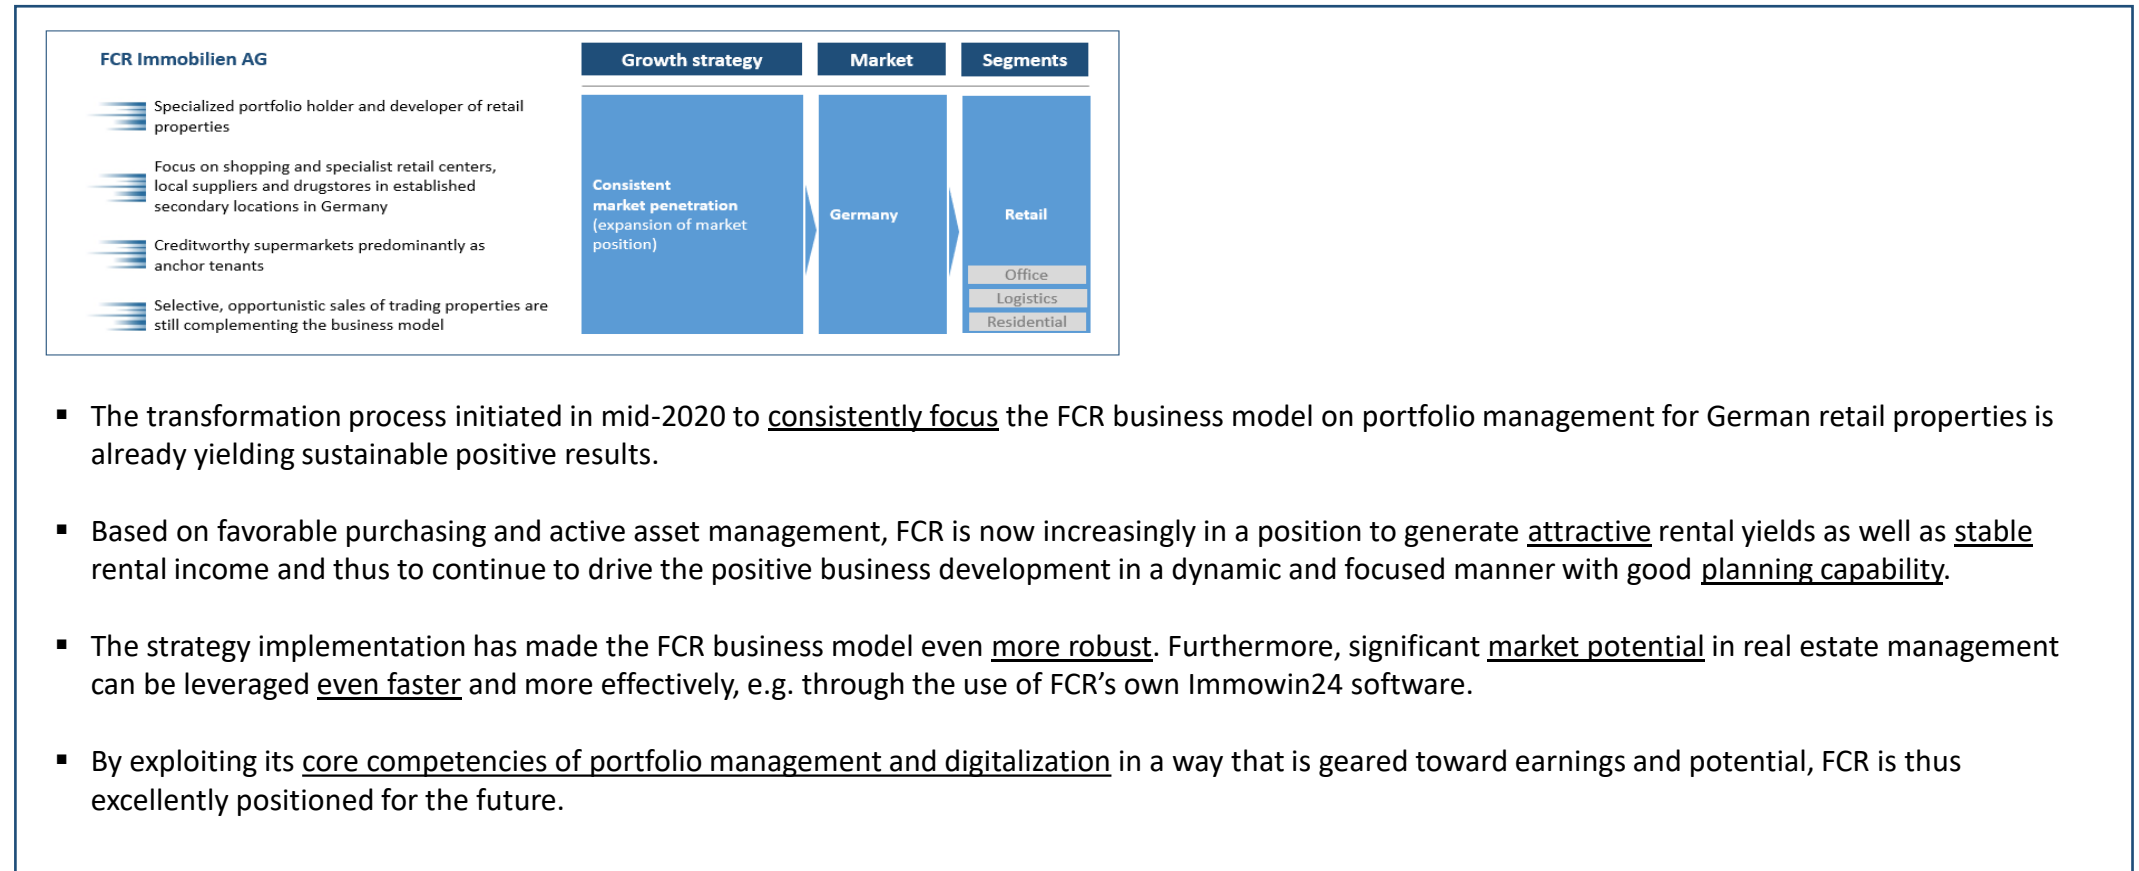 FCR Immobilien AG
Specialized portfolio holder and developer of retail
properties
Focus on shopping and specialist retail centers,
local suppliers and drugstores in established
secondary locations in Germany
Creditworthy supermarkets predominantly as
anchor tenants
Selective, opportunistic sales of trading properties are
still complementing the business model
Growth strategy
Market
Segments
Consistent
market penetration
(expansion of market
position)
Germany
Retail
Office
Logistics
Residential
▪ The transformation process initiated in mid-2020 to consistently focus the FCR business model on portfolio management for German retail properties is
already yielding sustainable positive results.
▪ Based on favorable purchasing and active asset management, FCR is now increasingly in a position to generate attractive rental yields as well as stable
rental income and thus to continue to drive the positive business development in a dynamic and focused manner with good planning capability.
▪ The strategy implementation has made the FCR business model even more robust. Furthermore, significant market potential in real estate management
can be leveraged even faster and more effectively, e.g. through the use of FCR’s own Immowin24 software.
▪ By exploiting its core competencies of portfolio management and digitalization in a way that is geared toward earnings and potential, FCR is thus
excellently positioned for the future.